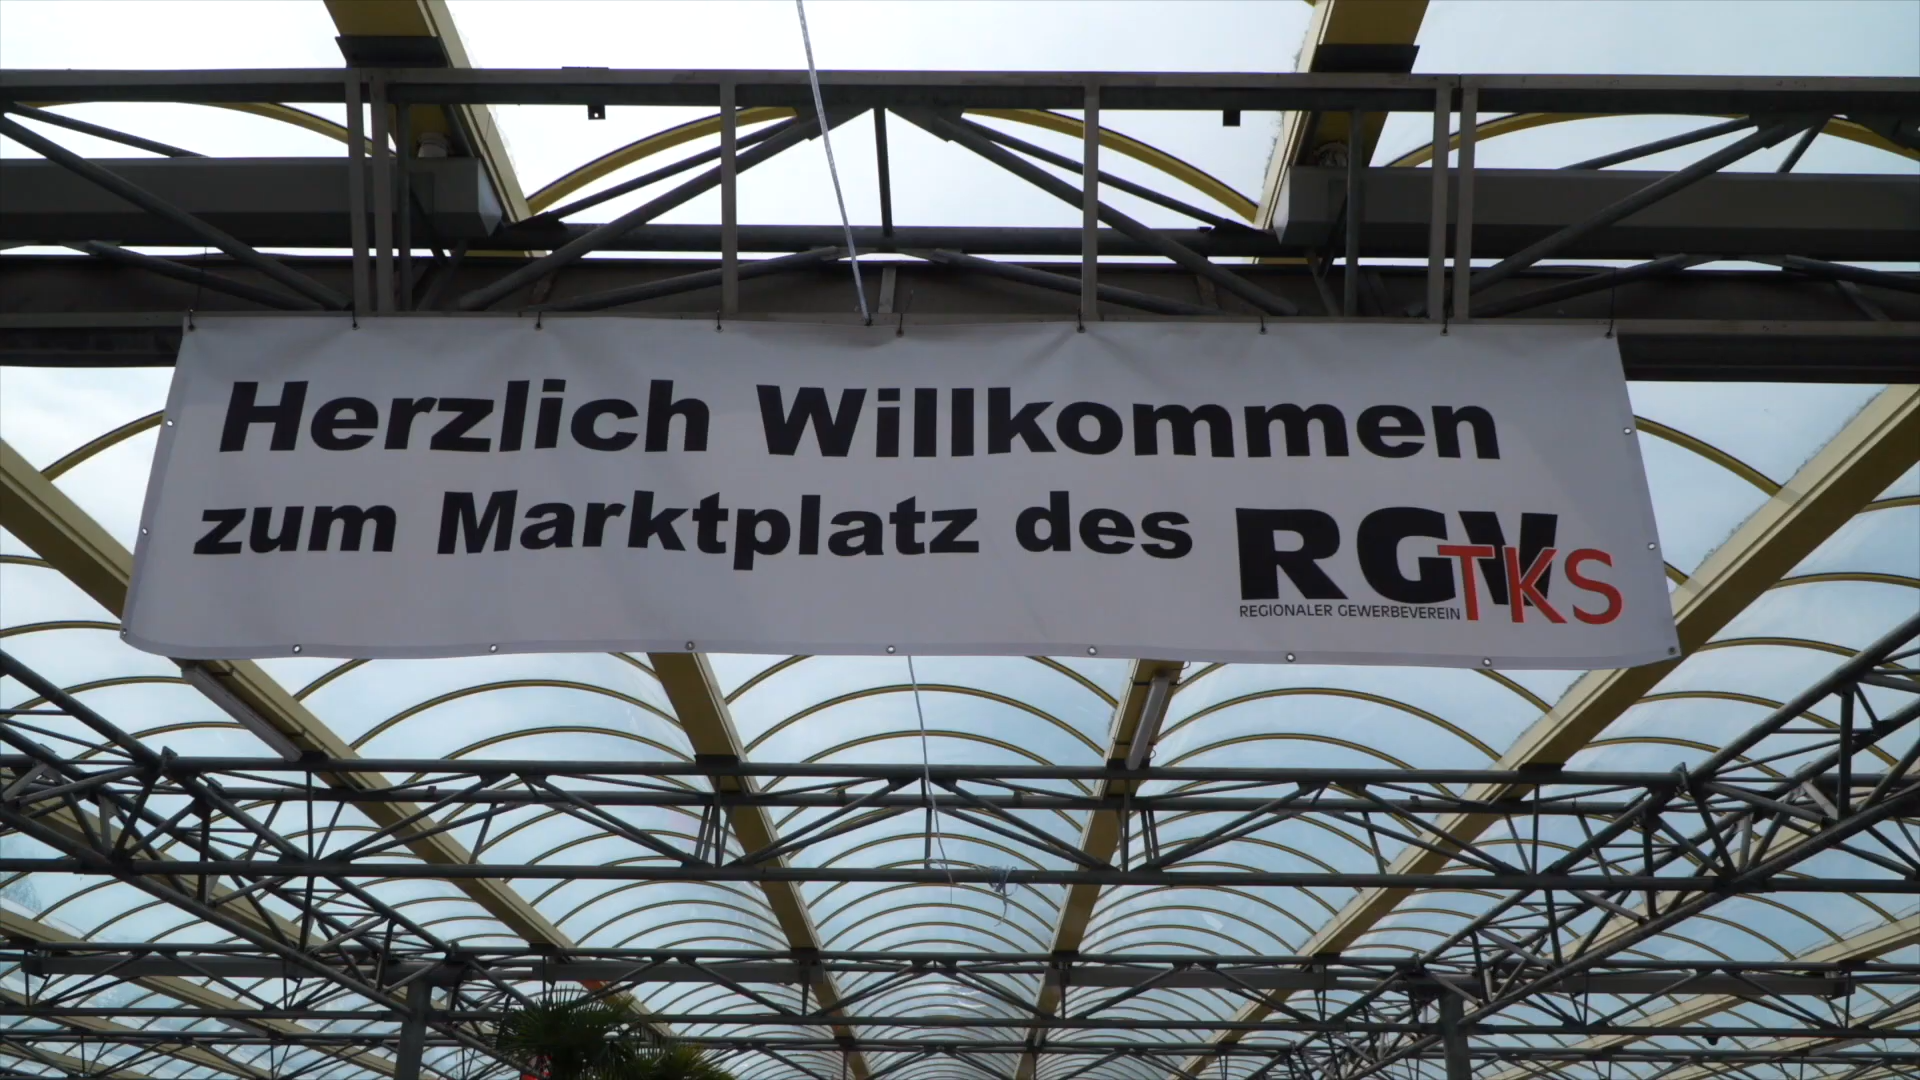 Herzlich Willkommen
zum Marktplatz des RGV TKS
REGIONALER GEWERBEVEREIN